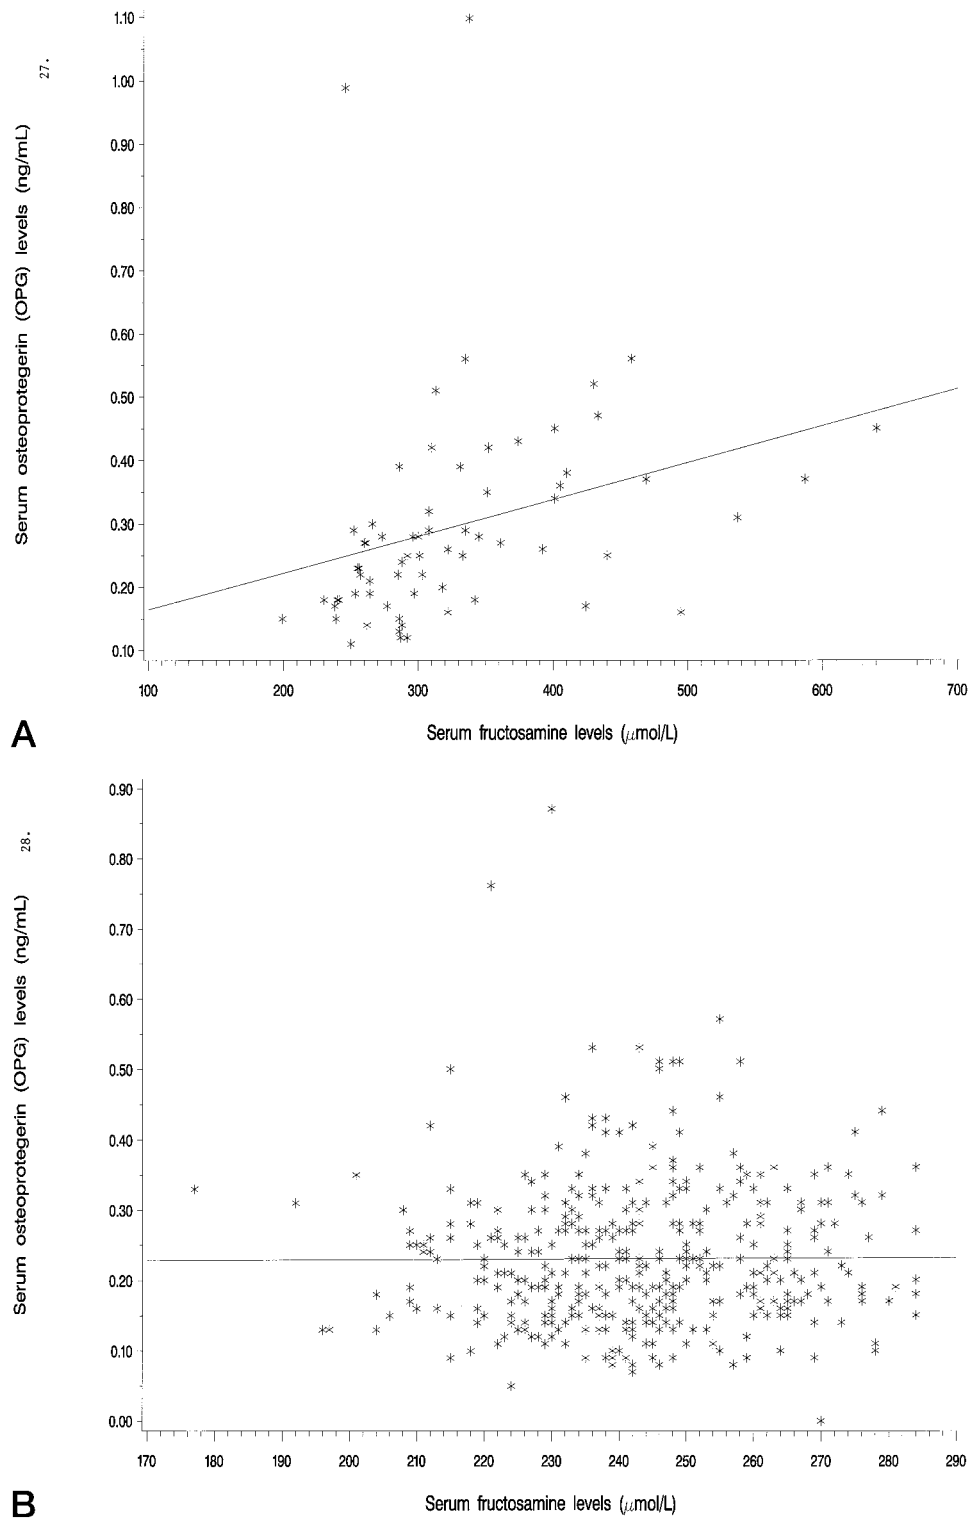 27.
Serum osteoprotegerin (OPG) levels (ng/mL)
1.10
1.00
0.90
0.80
0.70
0.60
0.50
0.40
0.30
0.20
0.10
100 200 300 400 500 600 700
Serum fructosamine levels (μmol/L)
A
28.
Serum osteoprotegerin (OPG) levels (ng/mL)
0.90
0.80
0.70
0.60
0.50
0.40
0.30
0.20
0.10
0.00
170 180 190 200 210 220 230 240 250 260 270 280 290
Serum fructosamine levels (μmol/L)
B